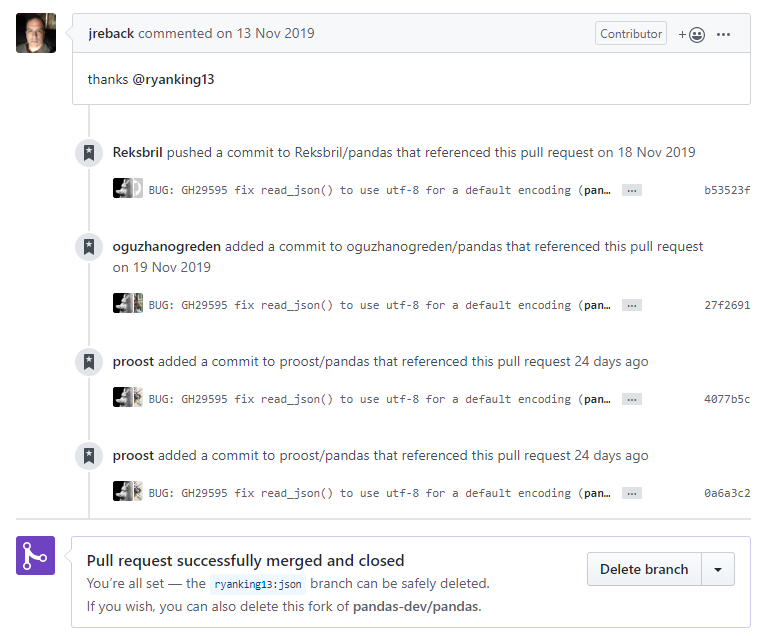 jreback commented on 13 Nov 2019 Contributor + ...
thanks @ryanking13
Reksbril pushed a commit to Reksbril/pandas that referenced this pull request on 18 Nov 2019
BUG: GH29595 fix read_json() to use utf-8 for a default encoding (pan… ... b53523f
oguzhanogreden added a commit to oguzhanogreden/pandas that referenced this pull request
on 19 Nov 2019
BUG: GH29595 fix read_json() to use utf-8 for a default encoding (pan… ... 27f2691
proost added a commit to proost/pandas that referenced this pull request 24 days ago
BUG: GH29595 fix read_json() to use utf-8 for a default encoding (pan… ... 4077b5c
proost added a commit to proost/pandas that referenced this pull request 24 days ago
BUG: GH29595 fix read_json() to use utf-8 for a default encoding (pan… ... 0a6a3c2
Pull request successfully merged and closed
You're all set — the ryanking13:json branch can be safely deleted.
If you wish, you can also delete this fork of pandas-dev/pandas.
Delete branch